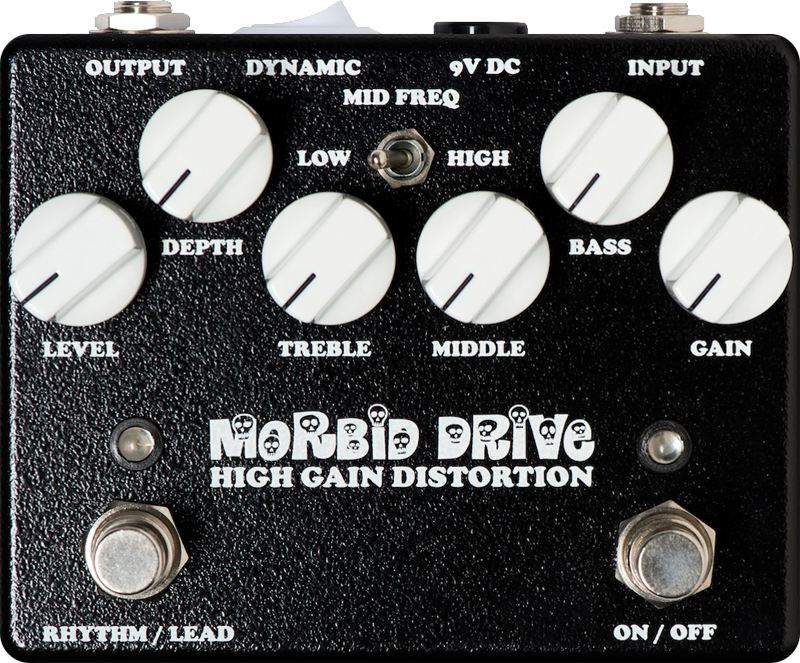 OUTPUT
DYNAMIC
9V DC
INPUT
MID FREQ
LOW
HIGH
DEPTH
BASS
LEVEL
TREBLE
MIDDLE
GAIN
MORBiD DRiVe
HIGH GAIN DISTORTION
RHYTHM / LEAD
ON / OFF